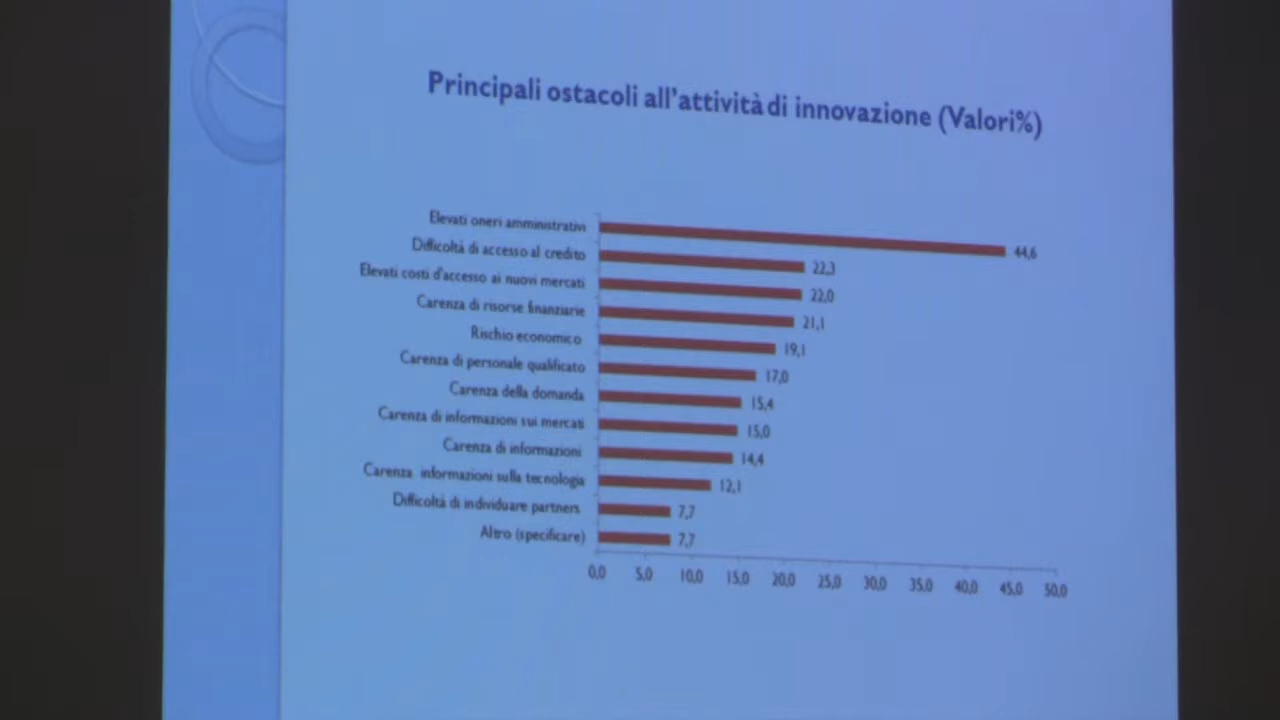 Principali ostacoli all'attività di innovazione (Valori%)
Elevati oneri amministrativi 44,6
Difficoltà di accesso al credito 22,3
Elevati costi d'accesso ai nuovi mercati 22,0
Carenza di risorse finanziarie 21,1
Rischio economico 19,1
Carenza di personale qualificato 17,0
Carenza della domanda 15,4
Carenza di informazioni sui mercati 15,0
Carenza di informazioni 14,4
Carenza informazioni sulla tecnologia 12,1
Difficoltà di individuare partners 7,7
Altro (specificare) 7,7
0,0 5,0 10,0 15,0 20,0 25,0 30,0 35,0 40,0 45,0 50,0